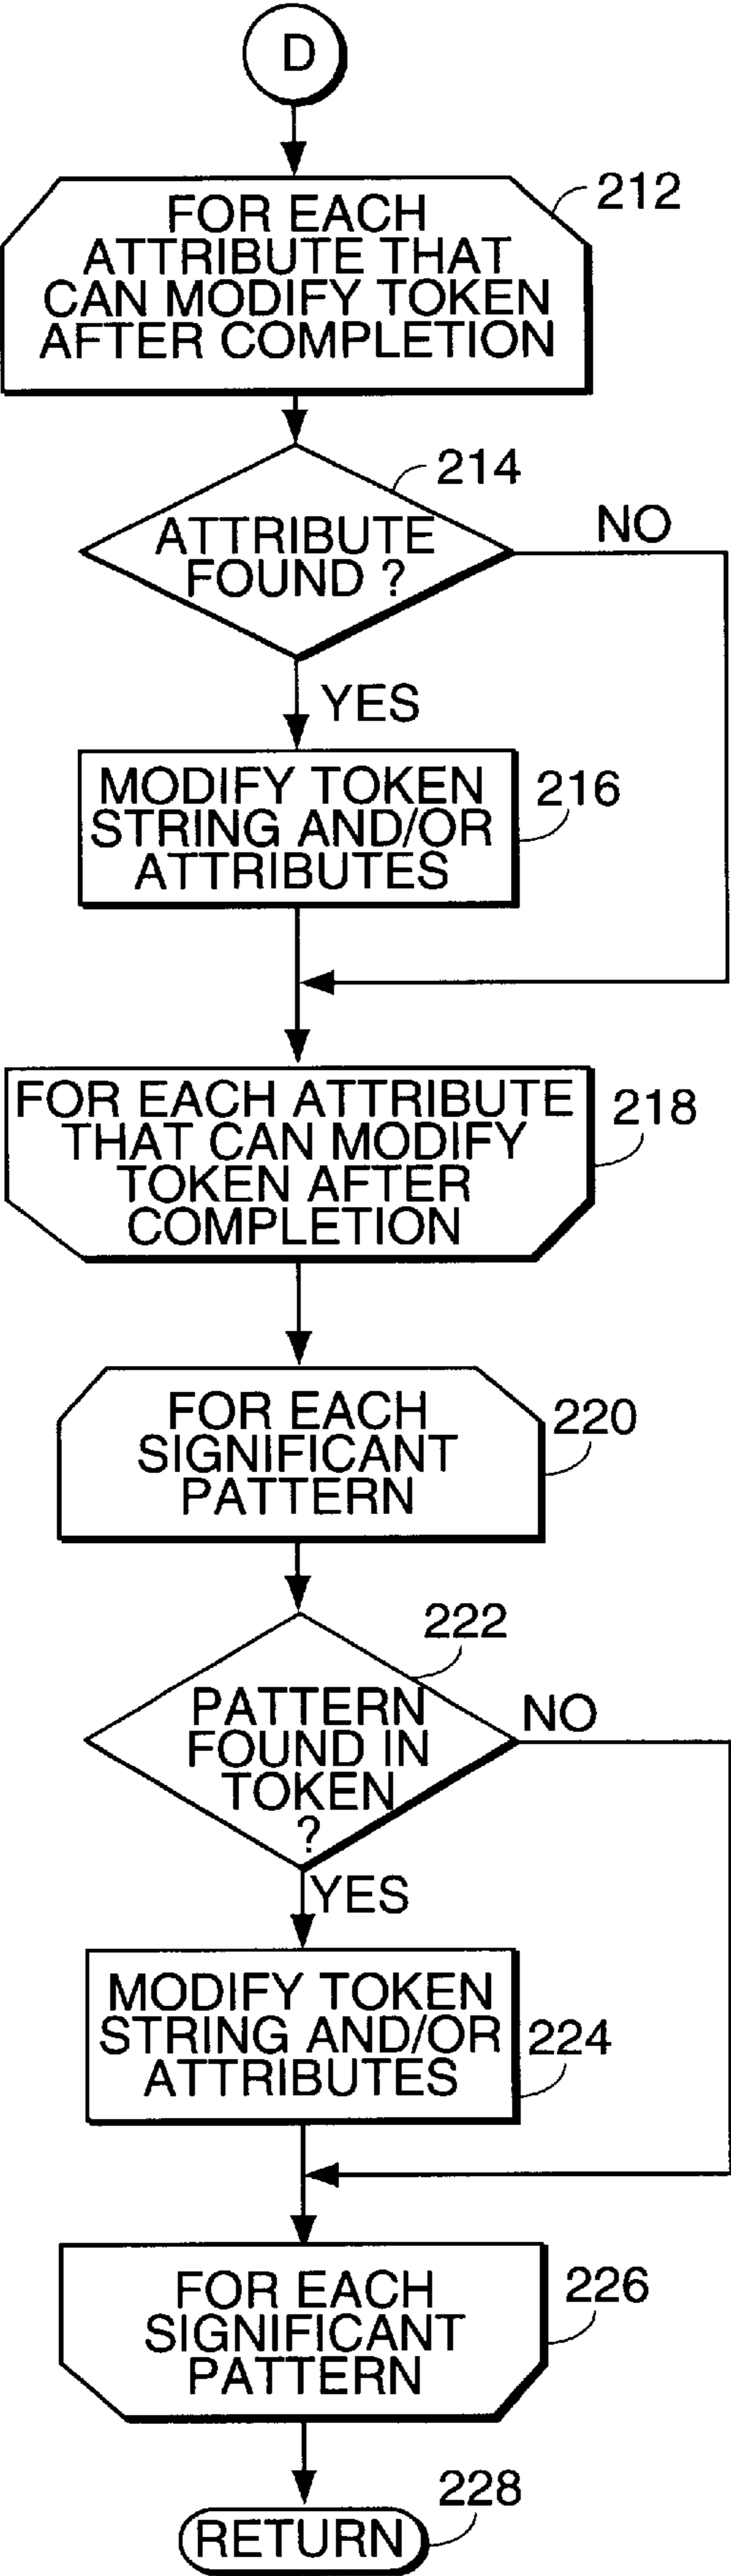 D
FOR EACH
ATTRIBUTE THAT
CAN MODIFY TOKEN
AFTER COMPLETION
212
ATTRIBUTE
FOUND ?
214
NO
YES
MODIFY TOKEN
STRING AND/OR
ATTRIBUTES
216
FOR EACH ATTRIBUTE
THAT CAN MODIFY
TOKEN AFTER
COMPLETION
218
FOR EACH
SIGNIFICANT
PATTERN
220
222
PATTERN
FOUND IN
TOKEN
?
NO
YES
MODIFY TOKEN
STRING AND/OR
ATTRIBUTES
224
FOR EACH
SIGNIFICANT
PATTERN
226
RETURN
228